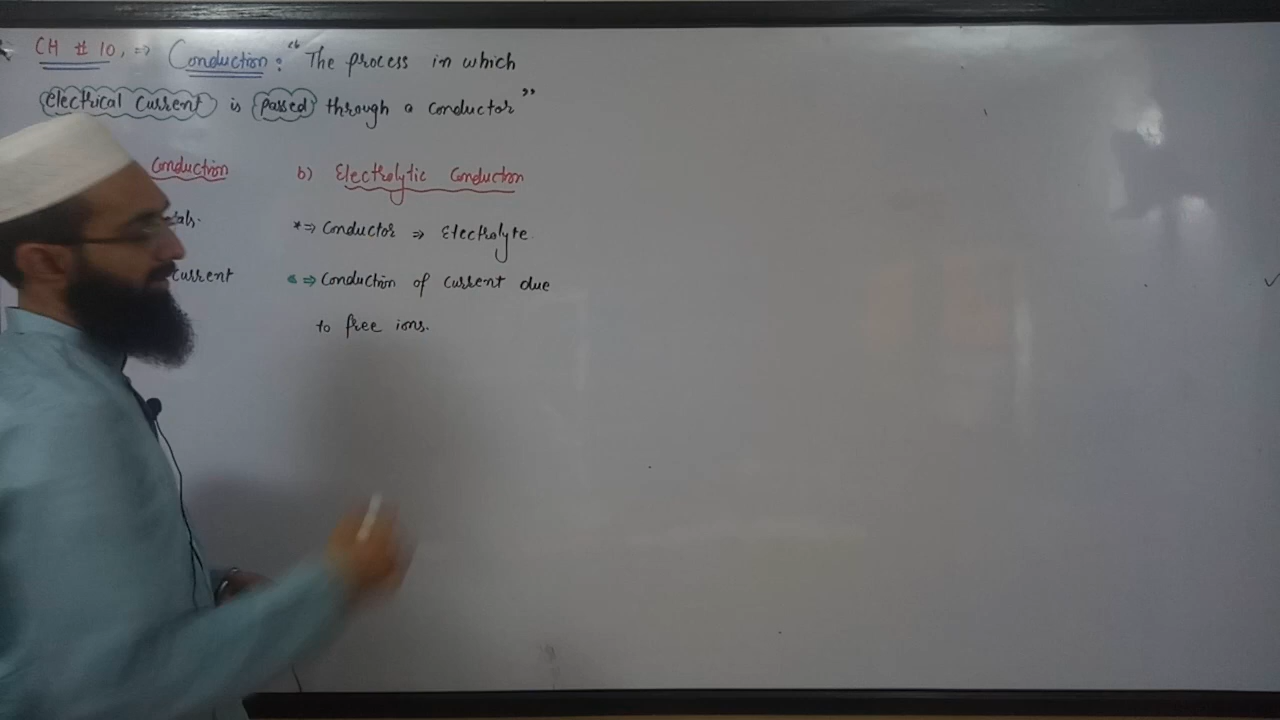 CH # 10, ⇒ Conduction: "The process in which
electrical current is passed through a conductor"
Conduction
current
b) Electrolytic Conducton
*⇒ Conductor ⇒ Electrolyte.
⇒ Conduction of current due
to free ions.